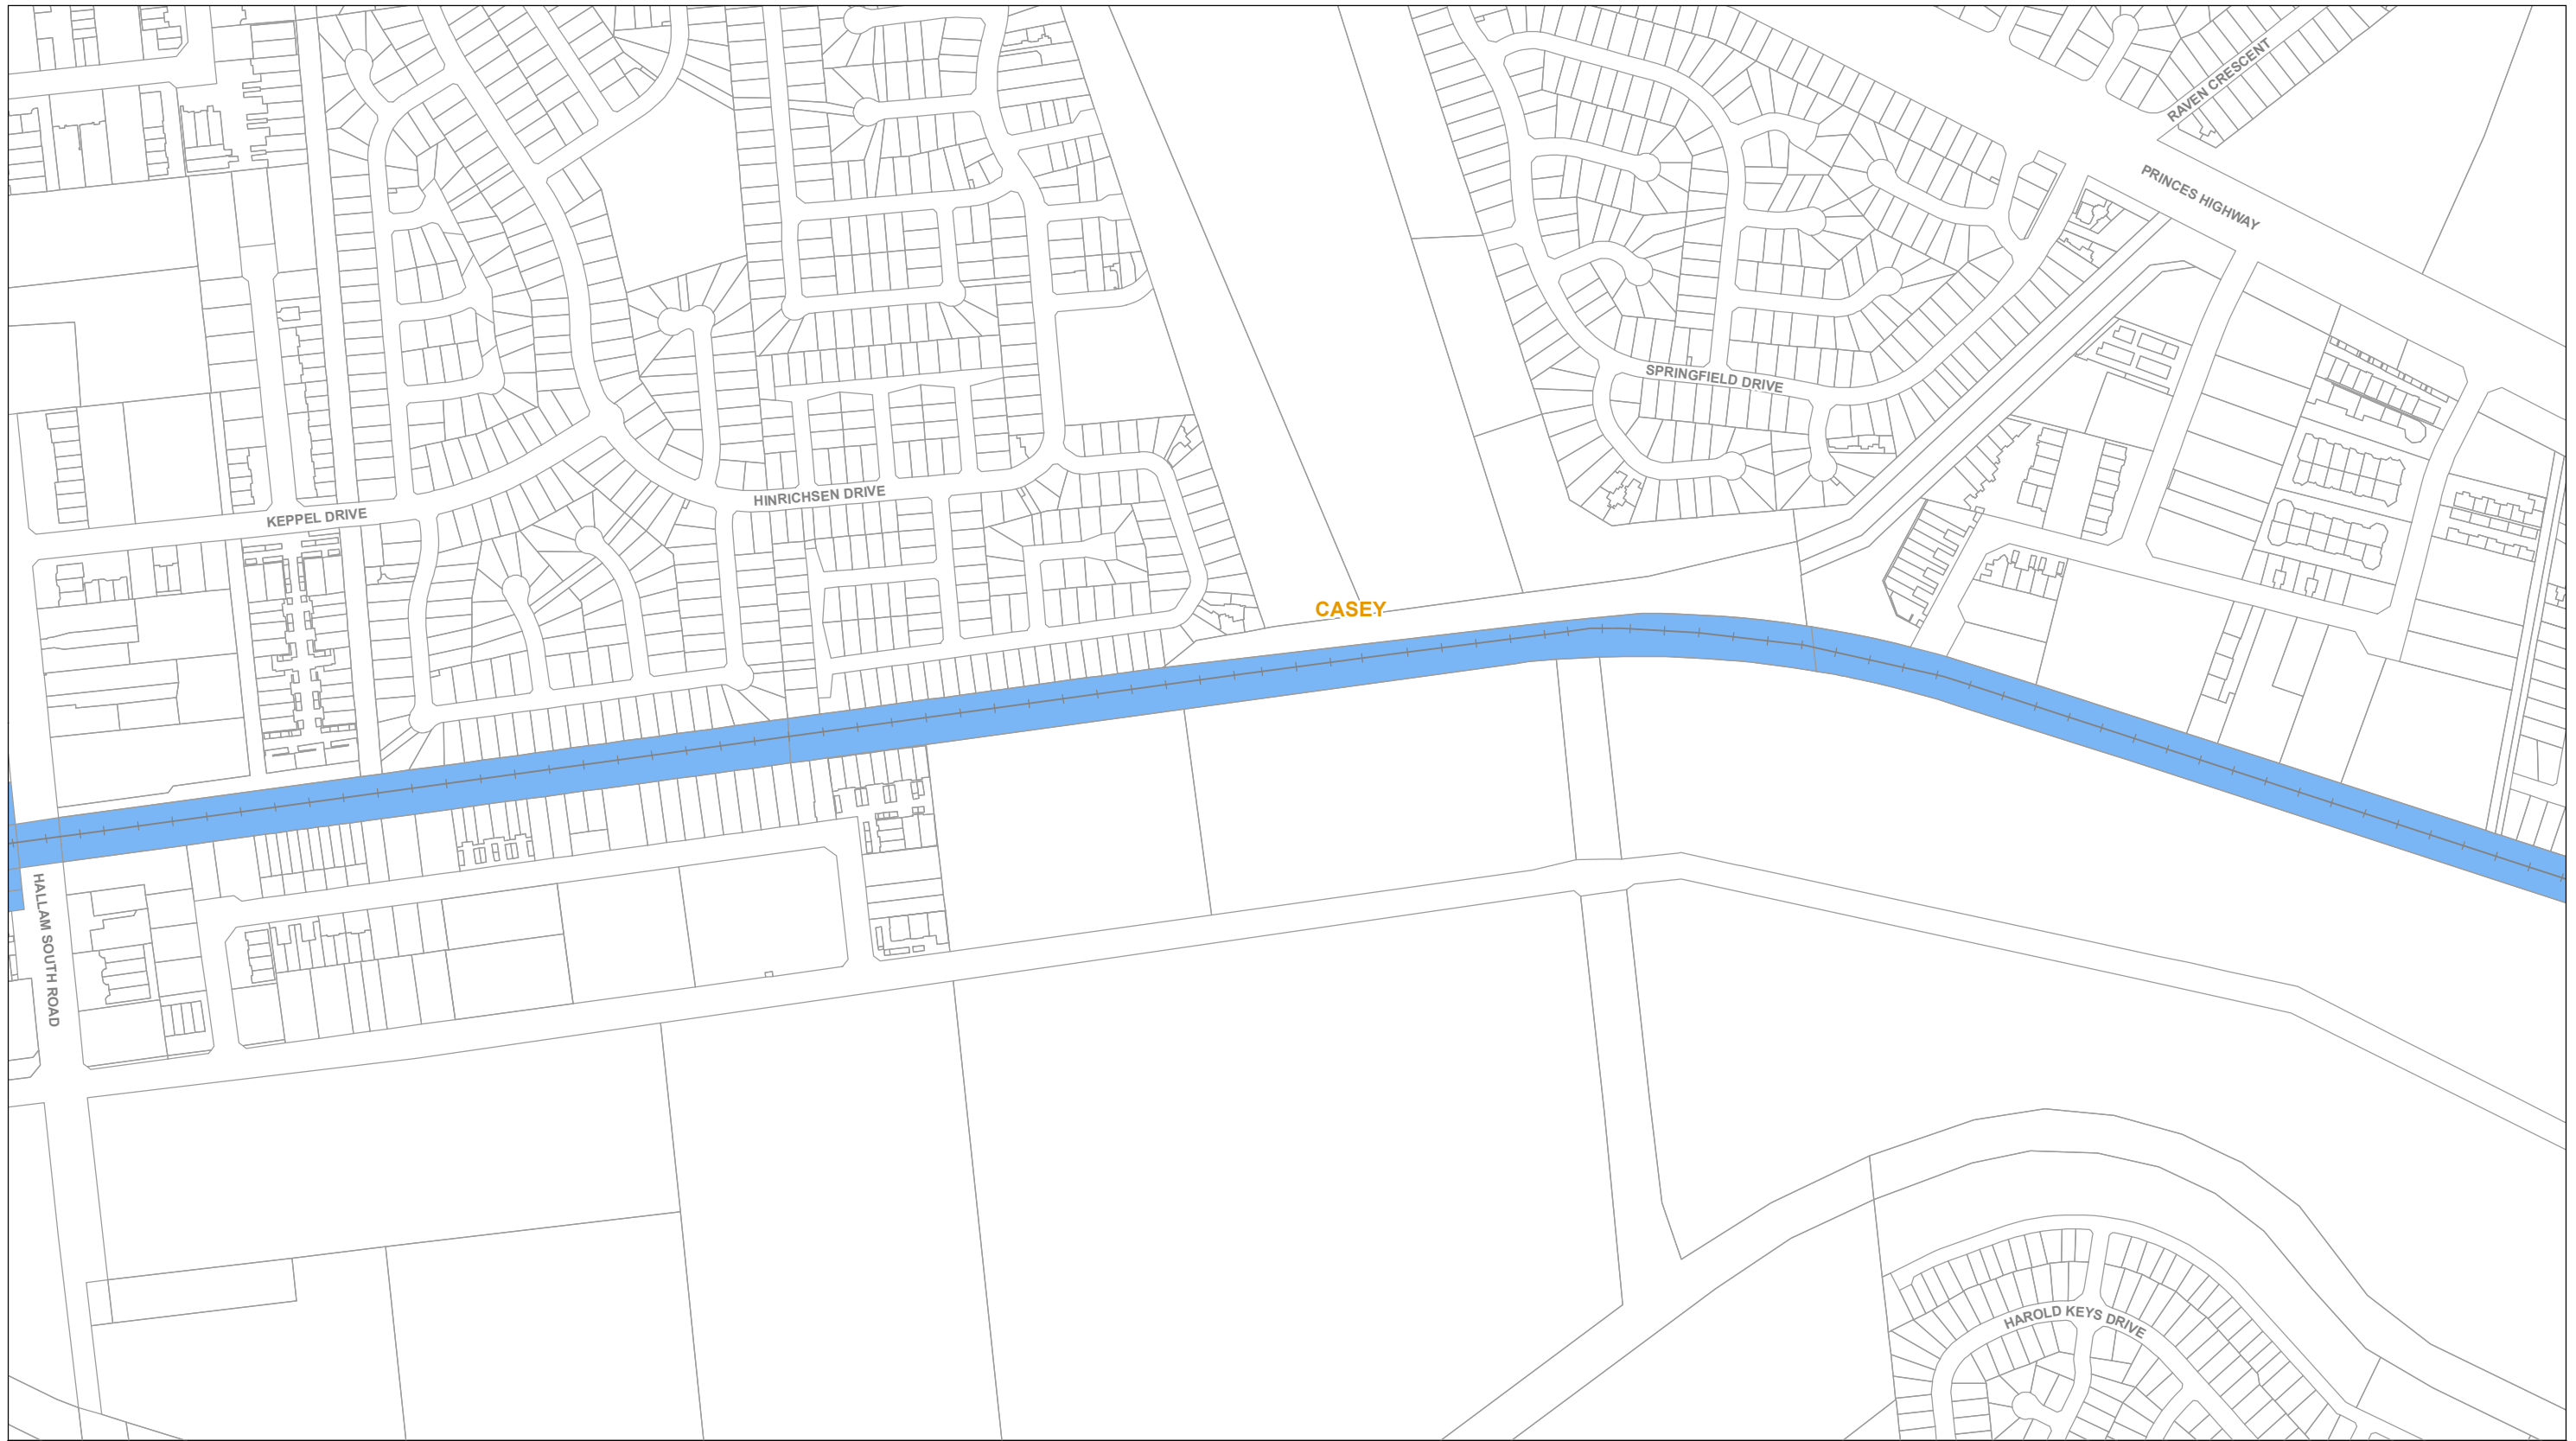 RAVEN CRESCENT
PRINCES HIGHWAY
SPRINGFIELD DRIVE
HINRICHSEN DRIVE
KEPPEL DRIVE
CASEY
HALLAM SOUTH ROAD
HAROLD KEYS DRIVE